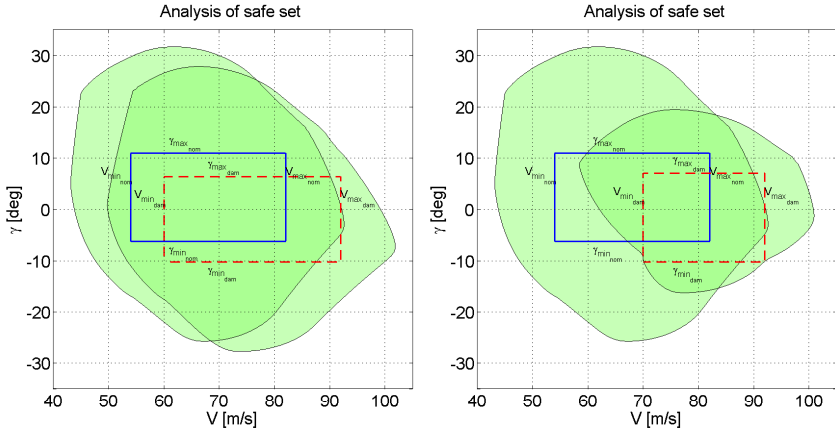 Analysis of safe set
30
20
10
0
-10
-20
-30
γ [deg]
γmaxnom
γmaxdam
Vminnom
Vmaxnom
Vmindam
Vmaxdam
γminnom
γmindam
40 50 60 70 80 90 100
V [m/s]
Analysis of safe set
30
20
10
0
-10
-20
-30
γ [deg]
γmaxnom
γmaxdam
Vminnom
Vmaxnom
Vmindam
Vmaxdam
γminnom
γmindam
40 50 60 70 80 90 100
V [m/s]